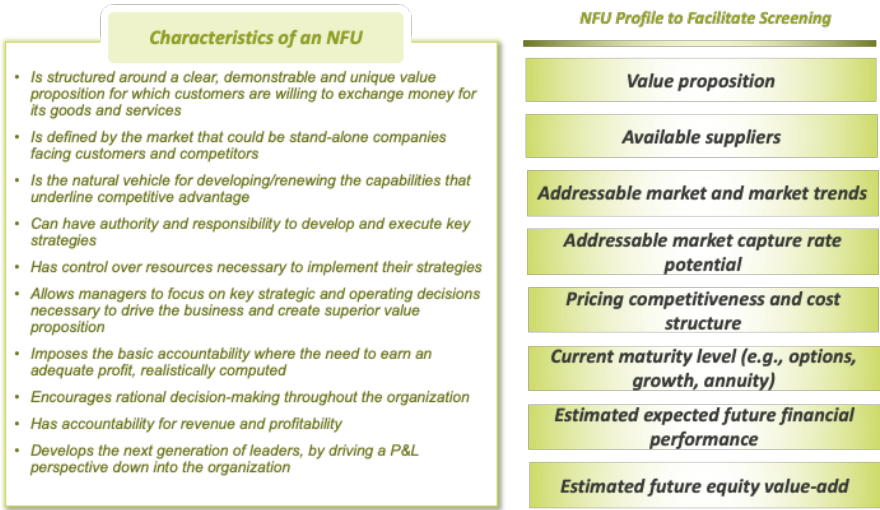 Characteristics of an NFU
• Is structured around a clear, demonstrable and unique value
proposition for which customers are willing to exchange money for
its goods and services
• Is defined by the market that could be stand-alone companies
facing customers and competitors
• Is the natural vehicle for developing/renewing the capabilities that
underline competitive advantage
• Can have authority and responsibility to develop and execute key
strategies
• Has control over resources necessary to implement their strategies
• Allows managers to focus on key strategic and operating decisions
necessary to drive the business and create superior value
proposition
• Imposes the basic accountability where the need to earn an
adequate profit, realistically computed
• Encourages rational decision-making throughout the organization
• Has accountability for revenue and profitability
• Develops the next generation of leaders, by driving a P&L
perspective down into the organization
NFU Profile to Facilitate Screening
Value proposition
Available suppliers
Addressable market and market trends
Addressable market capture rate
potential
Pricing competitiveness and cost
structure
Current maturity level (e.g., options,
growth, annuity)
Estimated expected future financial
performance
Estimated future equity value-add